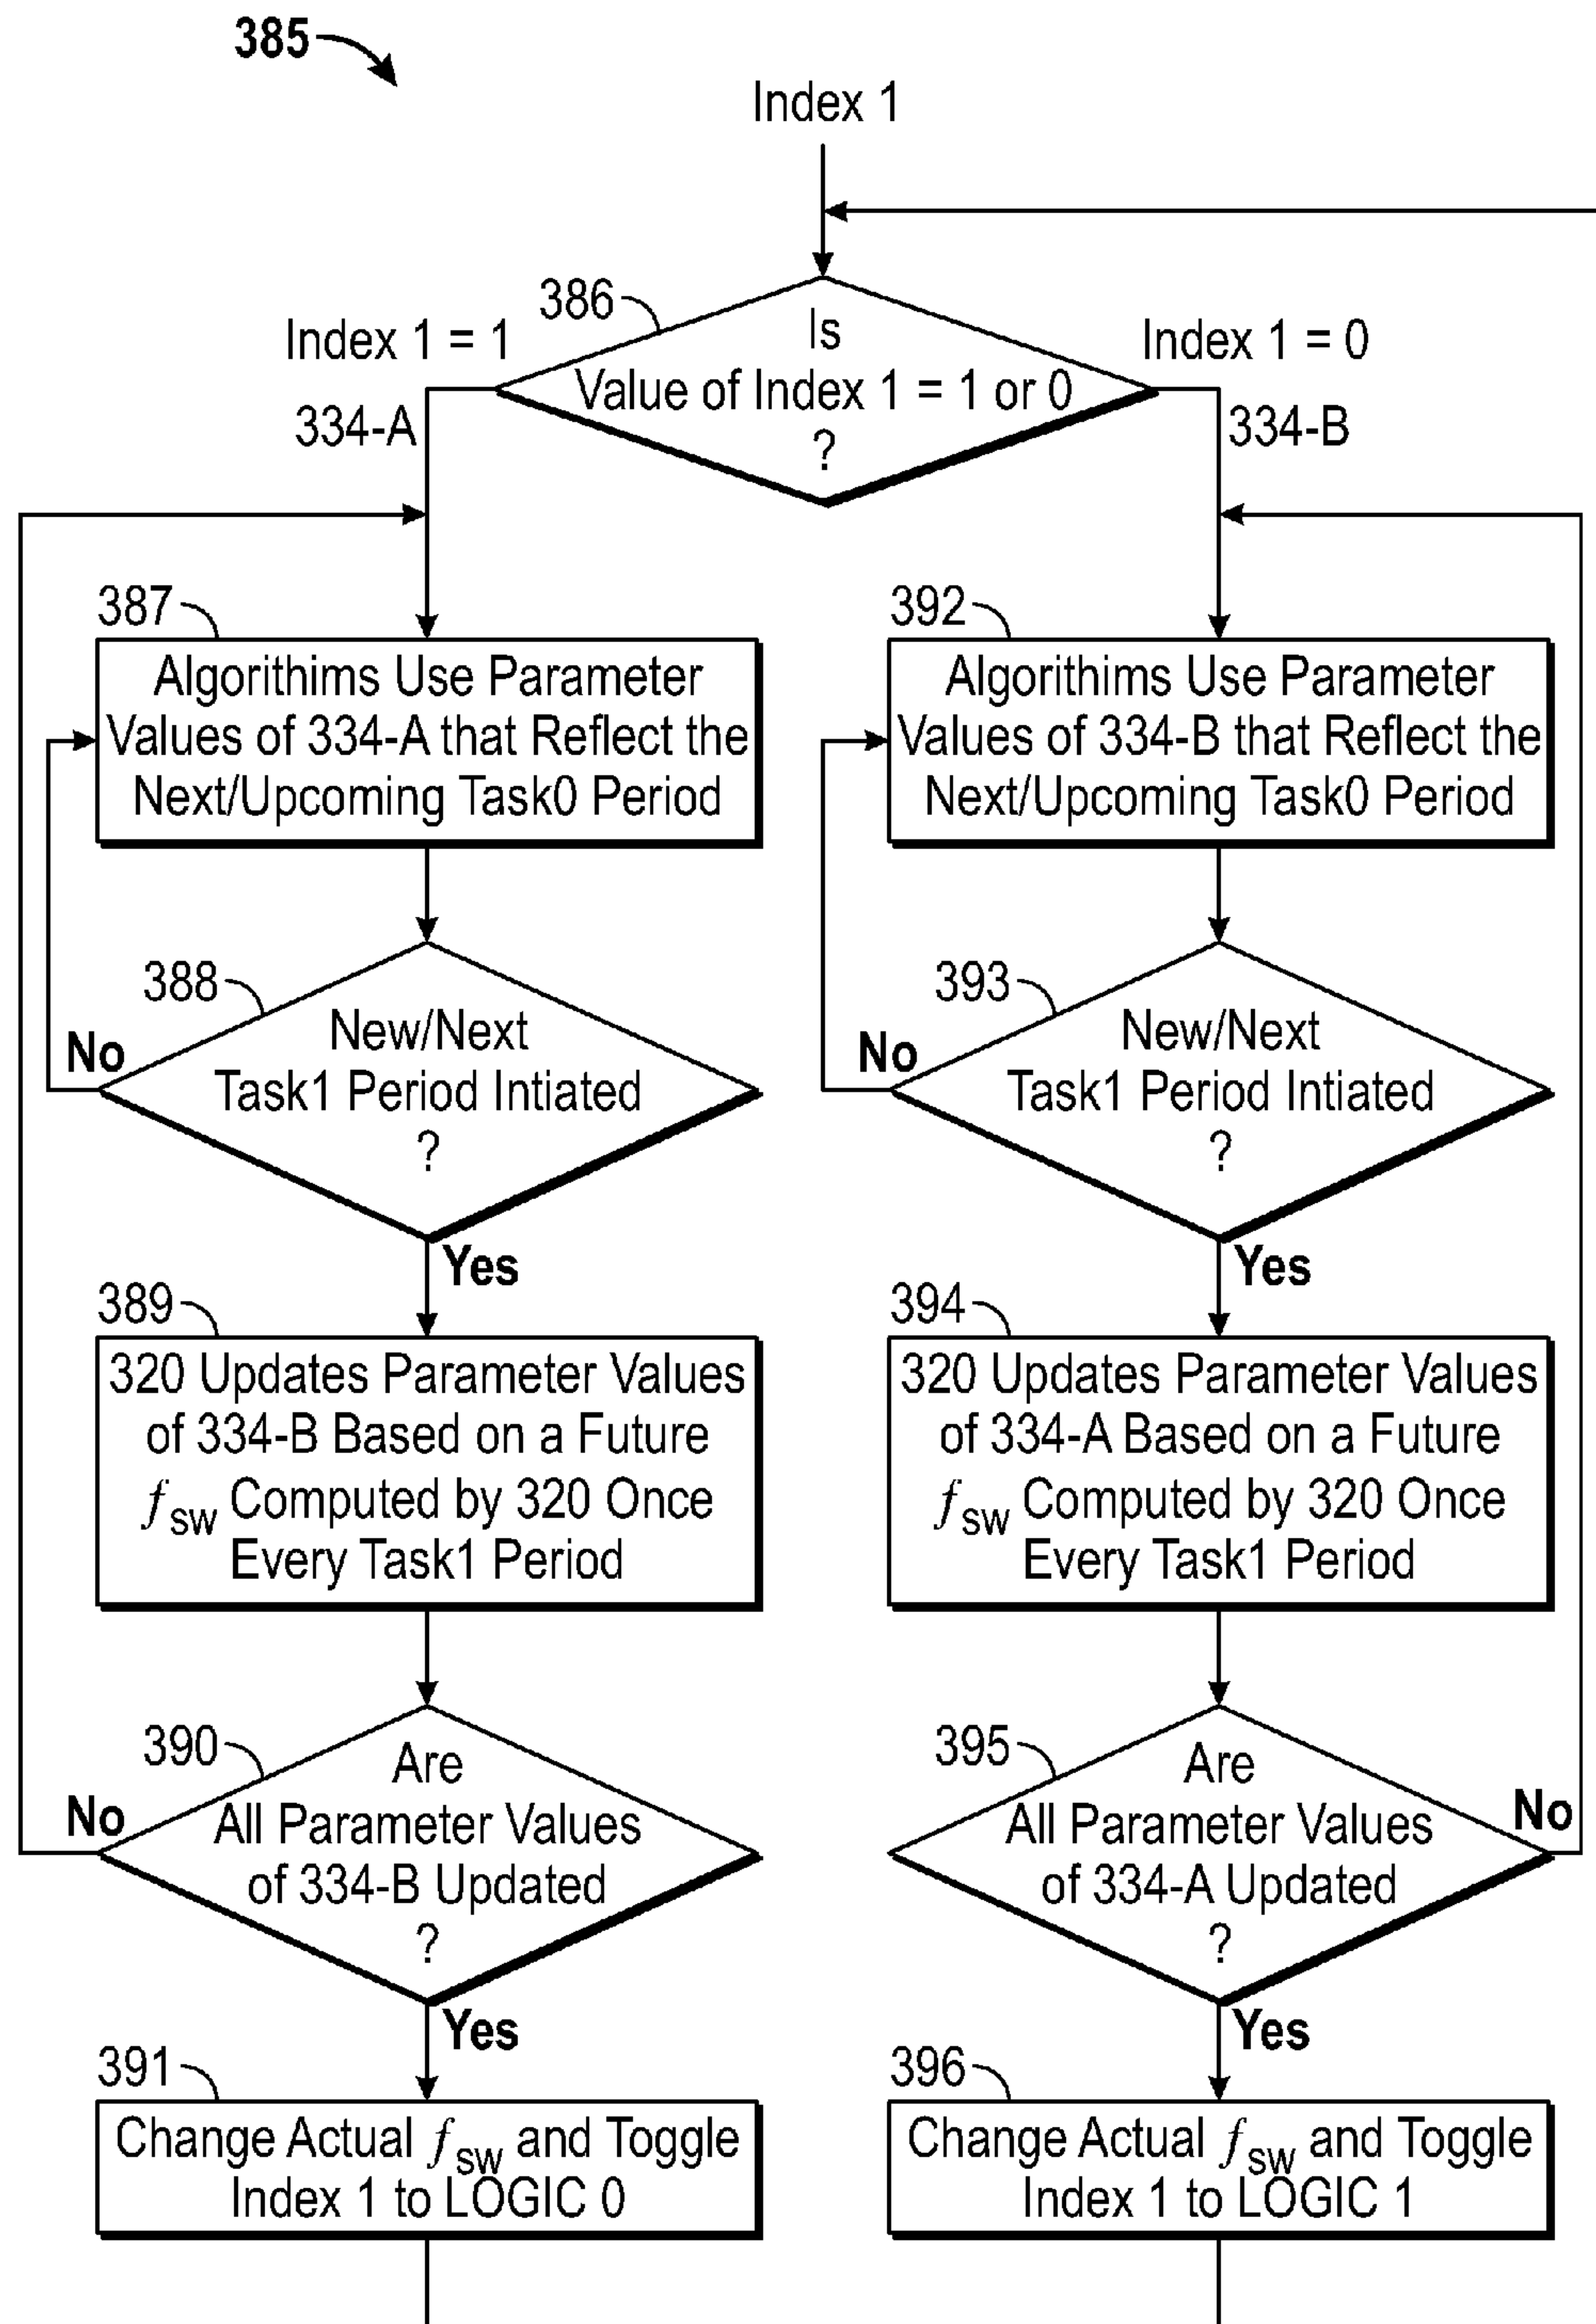 385
Index 1
386
Index 1 = 1
Is
Value of Index 1 = 1 or 0
?
Index 1 = 0
334-A
334-B
387
Algorithims Use Parameter
Values of 334-A that Reflect the
Next/Upcoming Task0 Period
392
Algorithims Use Parameter
Values of 334-B that Reflect the
Next/Upcoming Task0 Period
388
New/Next
Task1 Period Intiated
?
No
Yes
393
New/Next
Task1 Period Intiated
?
No
Yes
389
320 Updates Parameter Values
of 334-B Based on a Future
fsw Computed by 320 Once
Every Task1 Period
394
320 Updates Parameter Values
of 334-A Based on a Future
fsw Computed by 320 Once
Every Task1 Period
390
Are
All Parameter Values
of 334-B Updated
?
No
Yes
395
Are
All Parameter Values
of 334-A Updated
?
No
Yes
391
Change Actual fsw and Toggle
Index 1 to LOGIC 0
396
Change Actual fsw and Toggle
Index 1 to LOGIC 1